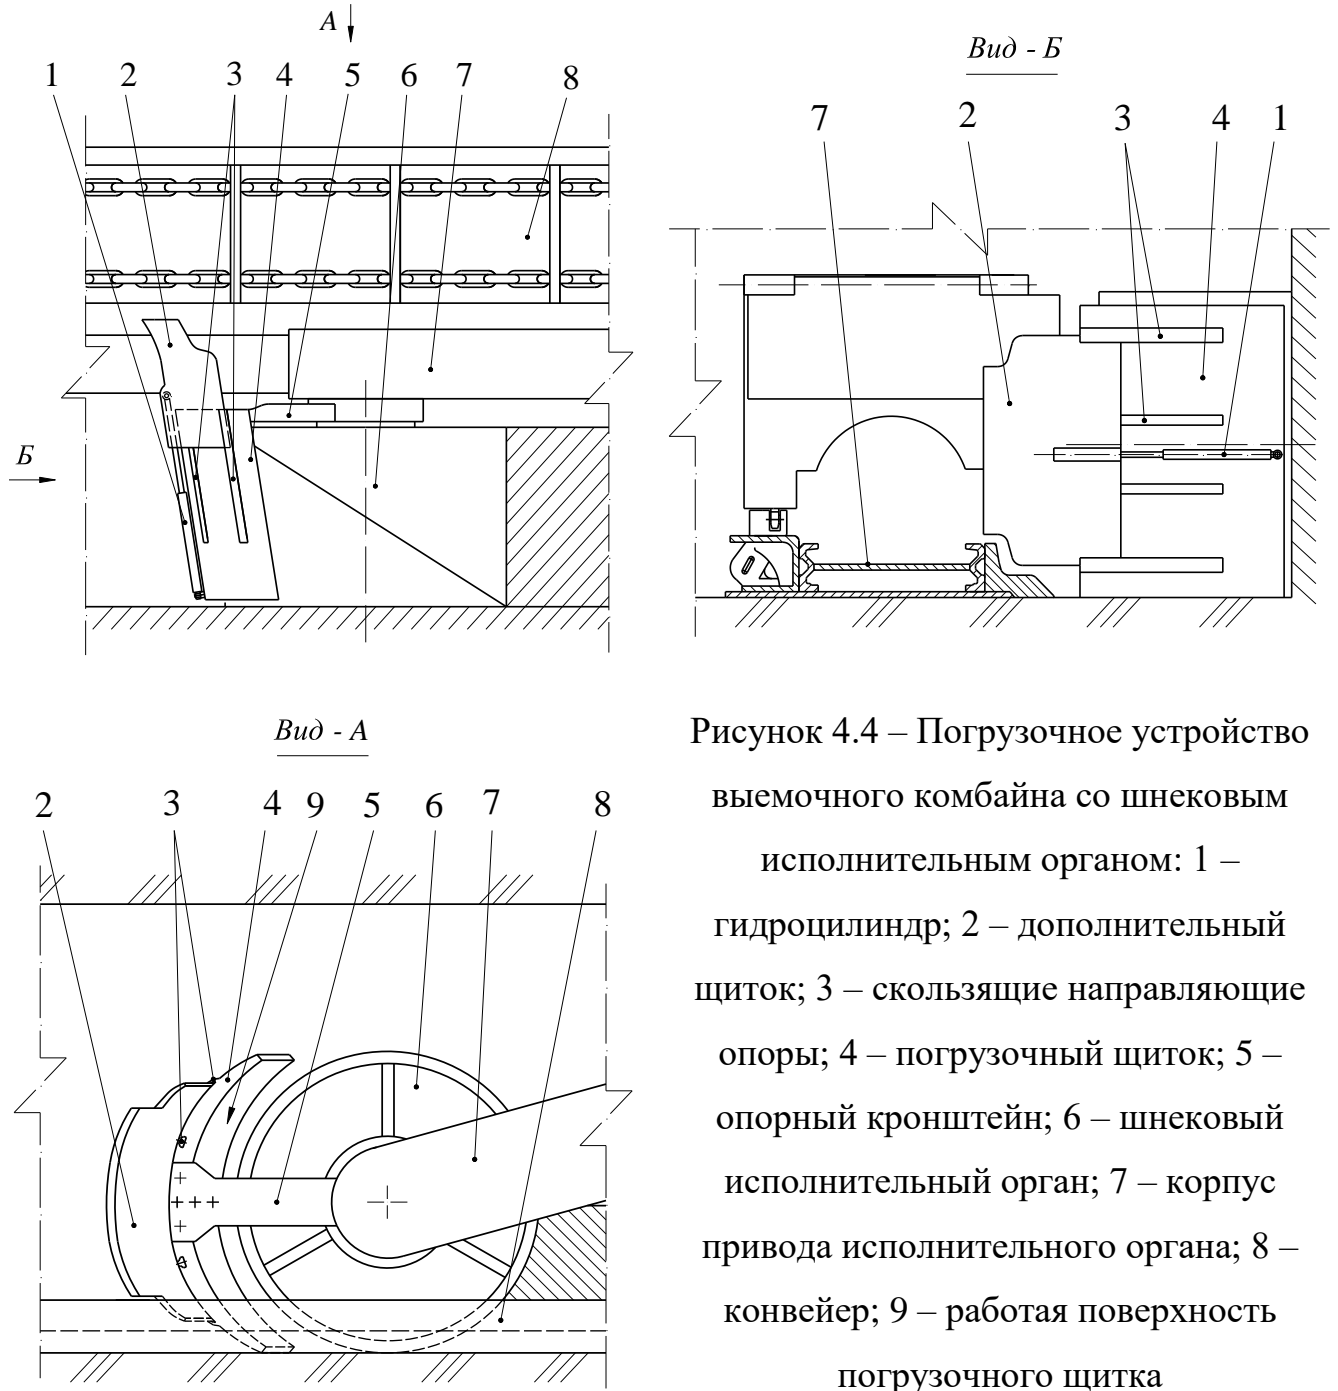 А
1 2 3 4 5 6 7 8
Б
Вид - Б
7 2 3 4 1
3
2
7
Вид - А
2 3 4 9 5 6 7 8
Рисунок 4.4 – Погрузочное устройство
выемочного комбайна со шнековым
исполнительным органом: 1 –
гидроцилиндр; 2 – дополнительный
щиток; 3 – скользящие направляющие
опоры; 4 – погрузочный щиток; 5 –
опорный кронштейн; 6 – шнековый
исполнительный орган; 7 – корпус
привода исполнительного органа; 8 –
конвейер; 9 – работая поверхность
погрузочного щитка